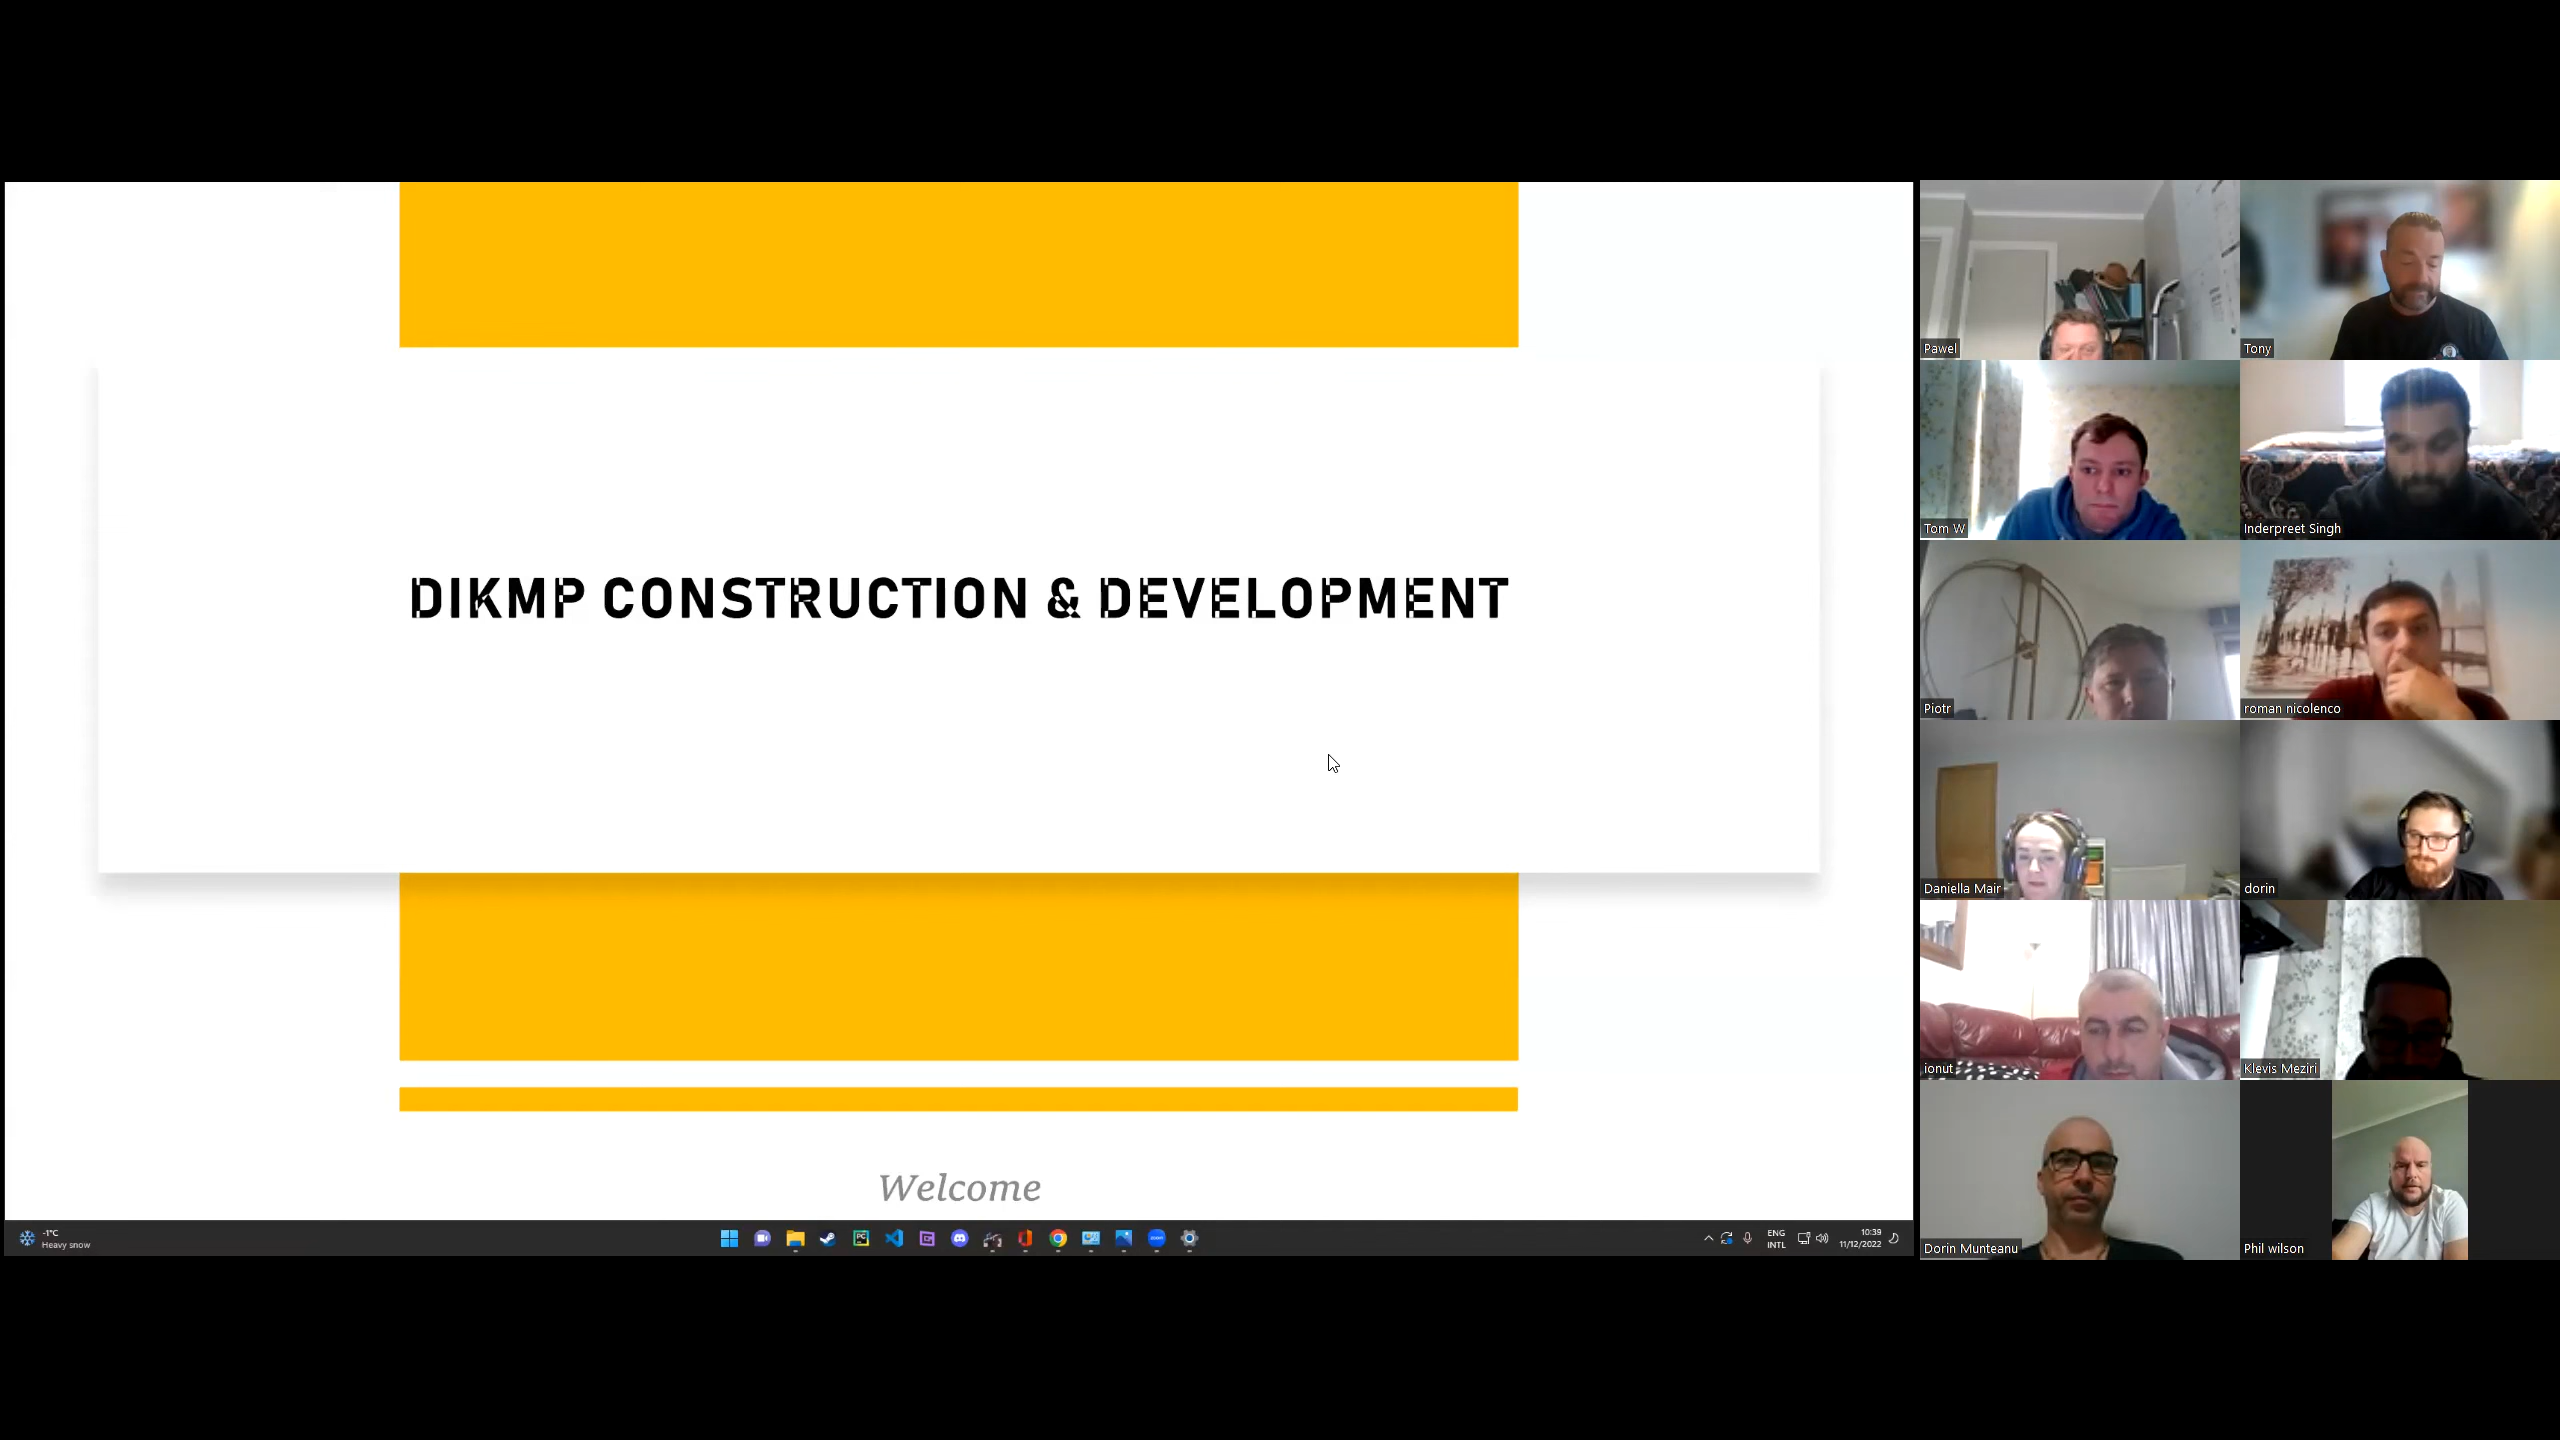 DIKMP CONSTRUCTION & DEVELOPMENT
Welcome
-1°C
Heavy snow
ENG
INTL
10:39
11/12/2022
Pawel
Tony
Tom W
Inderpreet Singh
Piotr
roman nicolenco
Daniella Mair
dorin
ionut
Klevis Meziri
Dorin Munteanu
Phil wilson